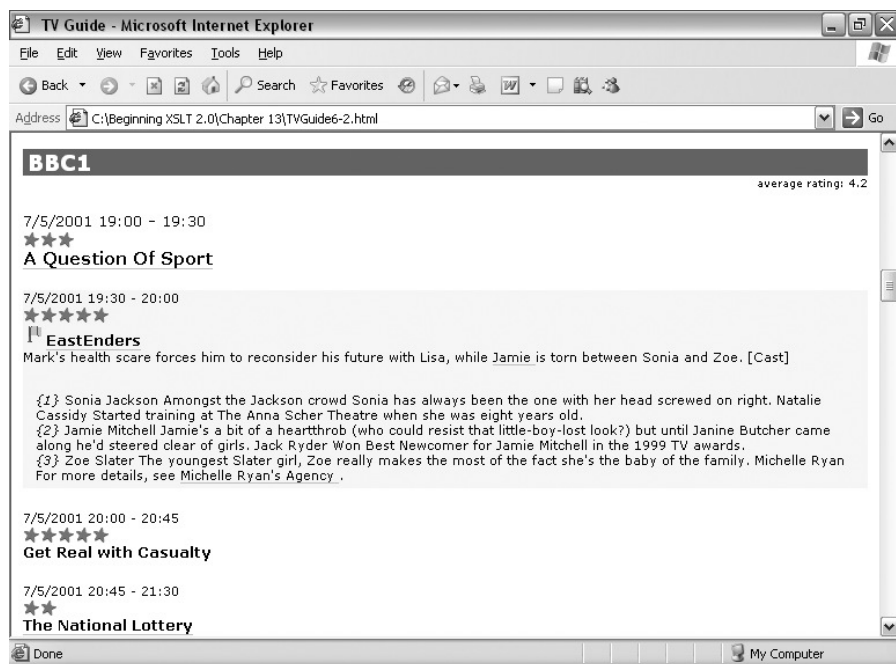 TV Guide - Microsoft Internet Explorer
File Edit View Favorites Tools Help
Back Search Favorites
Address C:\Beginning XSLT 2.0\Chapter 13\TVGuide6-2.html Go
BBC1
average rating: 4.2
7/5/2001 19:00 - 19:30
A Question Of Sport
7/5/2001 19:30 - 20:00
EastEnders
Mark's health scare forces him to reconsider his future with Lisa, while Jamie is torn between Sonia and Zoe. [Cast]
{1} Sonia Jackson Amongst the Jackson crowd Sonia has always been the one with her head screwed on right. Natalie
Cassidy Started training at The Anna Scher Theatre when she was eight years old.
{2} Jamie Mitchell Jamie's a bit of a heartthrob (who could resist that little-boy-lost look?) but until Janine Butcher came
along he'd steered clear of girls. Jack Ryder Won Best Newcomer for Jamie Mitchell in the 1999 TV awards.
{3} Zoe Slater The youngest Slater girl, Zoe really makes the most of the fact she's the baby of the family. Michelle Ryan
For more details, see Michelle Ryan's Agency .
7/5/2001 20:00 - 20:45
Get Real with Casualty
7/5/2001 20:45 - 21:30
The National Lottery
Done My Computer